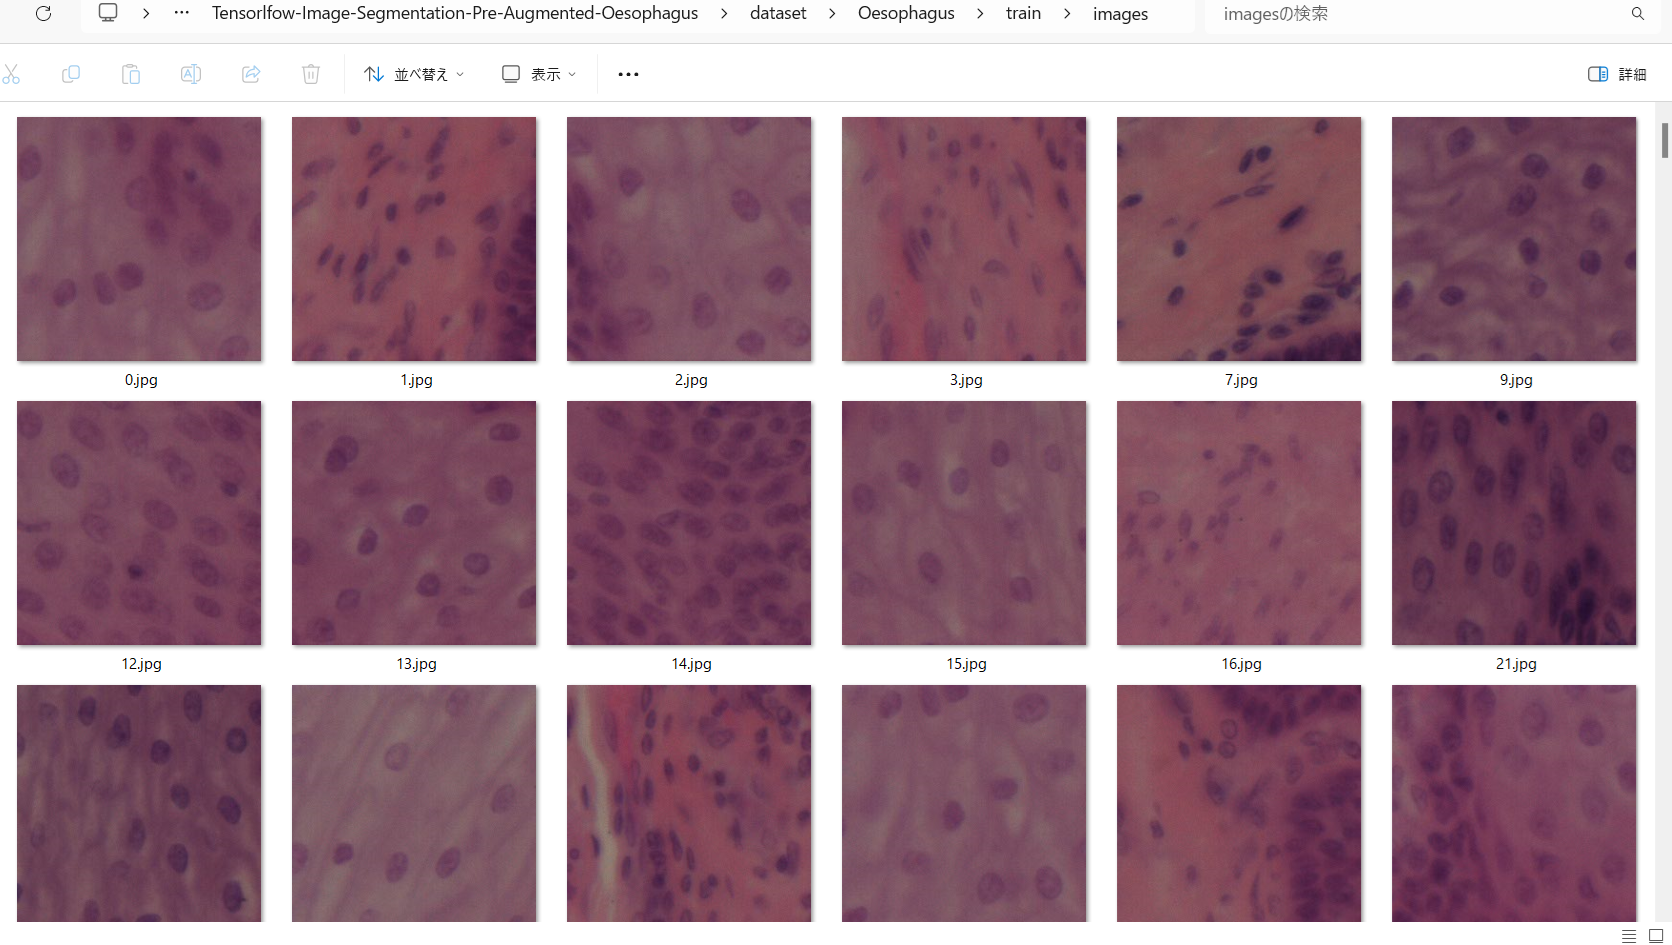 Tensorlfow-Image-Segmentation-Pre-Augmented-Oesophagus > dataset > Oesophagus > train > images
imagesの検索
並べ替え
表示
詳細
0.jpg
1.jpg
2.jpg
3.jpg
7.jpg
9.jpg
12.jpg
13.jpg
14.jpg
15.jpg
16.jpg
21.jpg